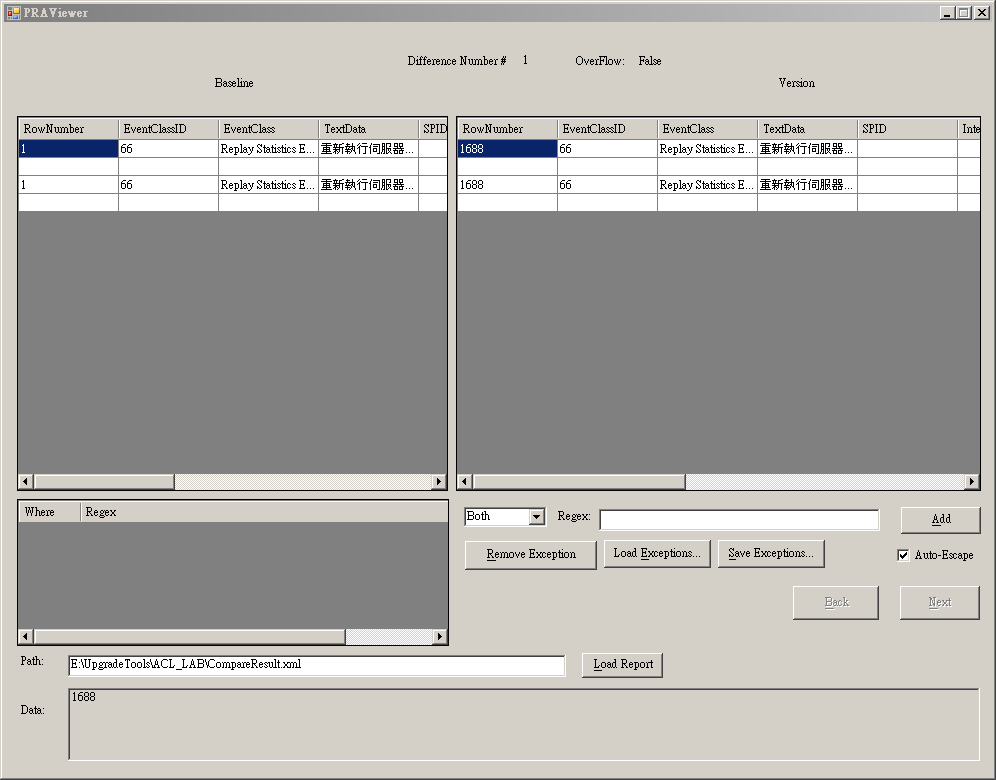 PRAViewer
Difference Number # 1 OverFlow: False
Baseline Version
RowNumber EventClassID EventClass TextData SPID
1 66 Replay Statistics E... 重新執行伺服器...
1 66 Replay Statistics E... 重新執行伺服器...
RowNumber EventClassID EventClass TextData SPID Inte
1688 66 Replay Statistics E... 重新執行伺服器...
1688 66 Replay Statistics E... 重新執行伺服器...
Where Regex
Both Regex: Add
Remove Exception Load Exceptions... Save Exceptions... Auto-Escape
Back Next
Path: E:\UpgradeTools\ACL_LAB\CompareResult.xml Load Report
Data: 1688